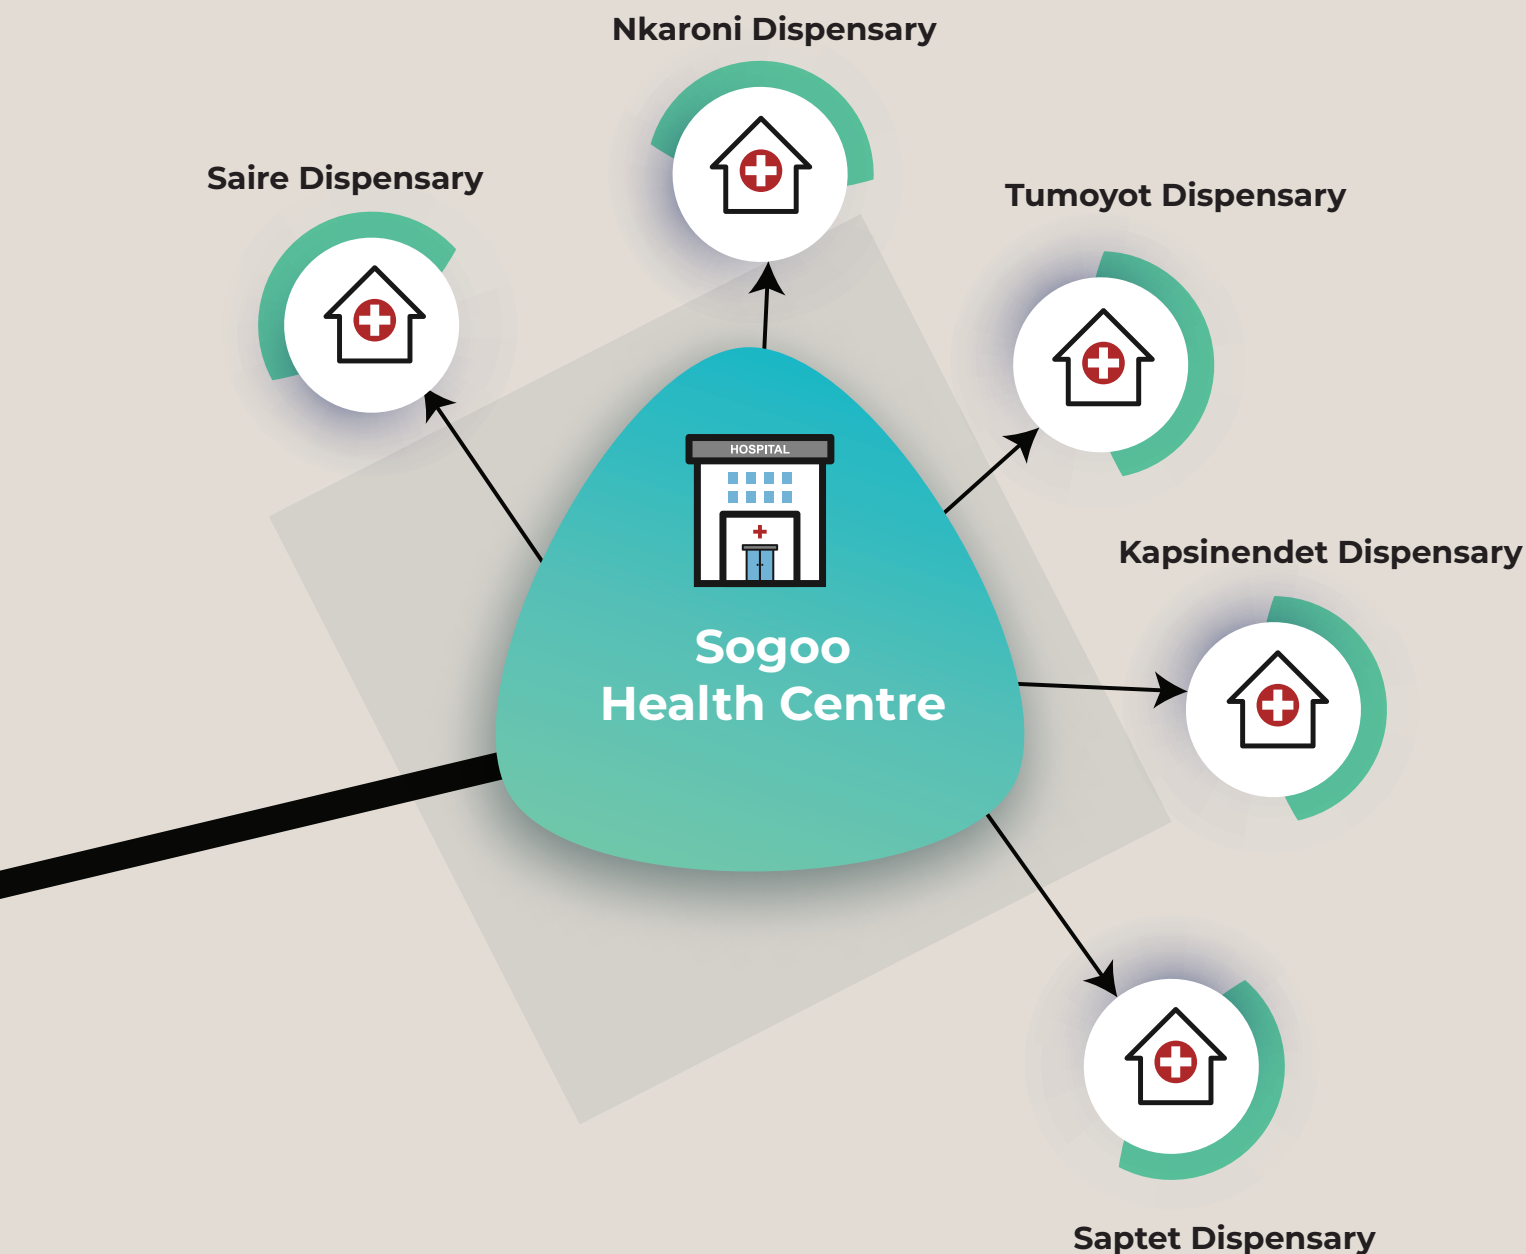 Nkaroni Dispensary
Saire Dispensary
Tumoyot Dispensary
HOSPITAL
Kapsinendet Dispensary
Sogoo
Health Centre
Saptet Dispensary